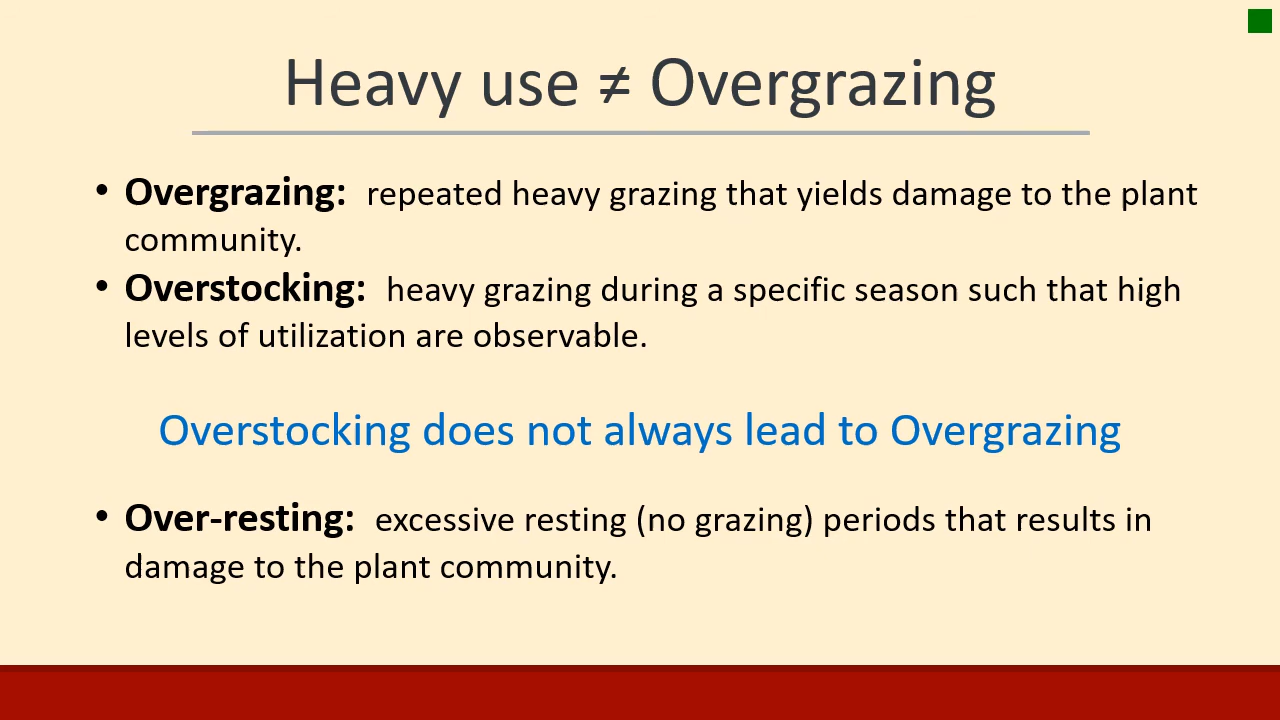 Heavy use ≠ Overgrazing
• Overgrazing: repeated heavy grazing that yields damage to the plant
community.
• Overstocking: heavy grazing during a specific season such that high
levels of utilization are observable.
Overstocking does not always lead to Overgrazing
• Over-resting: excessive resting (no grazing) periods that results in
damage to the plant community.